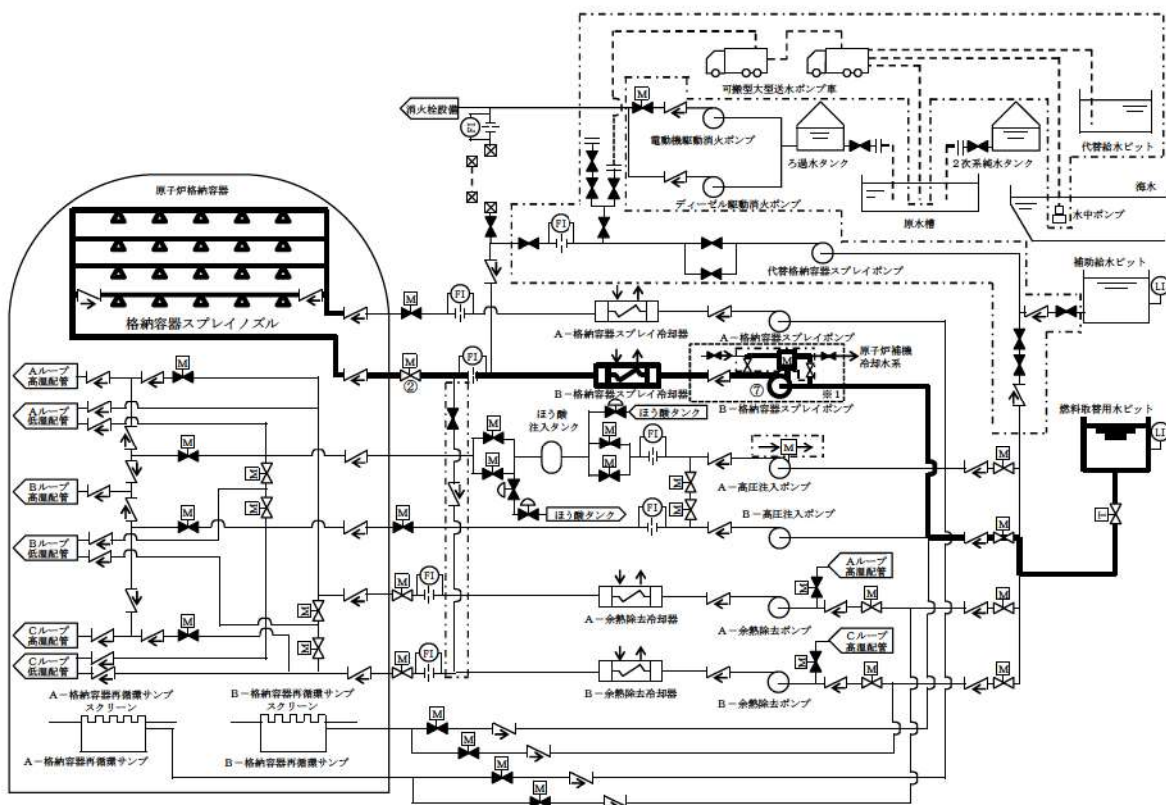 可搬型大型送水ポンプ車
消火栓設備
M
FI
電動機駆動消火ポンプ
ろ過水タンク
2次系純水タンク
代替給水ピット
海水
ディーゼル駆動消火ポンプ
原水槽
水中ポンプ
原子炉格納容器
FI
代替格納容器スプレイポンプ
補助給水ピット
LI
格納容器スプレイノズル
M
FI
A-格納容器スプレイ冷却器
A-格納容器スプレイポンプ
原子炉補機
冷却水系
M
②
FI
B-格納容器スプレイ冷却器
M
⑦
※1
B-格納容器スプレイポンプ
燃料取替用水ピット
LI
Aループ
高温配管
M
Aループ
低温配管
ほう酸
注入タンク
ほう酸タンク
M
M
M
M
M
FI
M
A-高圧注入ポンプ
M
M
M
Bループ
高温配管
M
M
ほう酸タンク
FI
M
B-高圧注入ポンプ
M
M
I
Bループ
低温配管
Aループ
高温配管
M
M
FI
A-余熱除去冷却器
A-余熱除去ポンプ
M
M
M
Cループ
高温配管
M
M
Cループ
高温配管
Cループ
低温配管
M
FI
B-余熱除去冷却器
B-余熱除去ポンプ
M
M
M
A-格納容器再循環サンプ
スクリーン
B-格納容器再循環サンプ
スクリーン
M
M
A-格納容器再循環サンプ
B-格納容器再循環サンプ
M
M